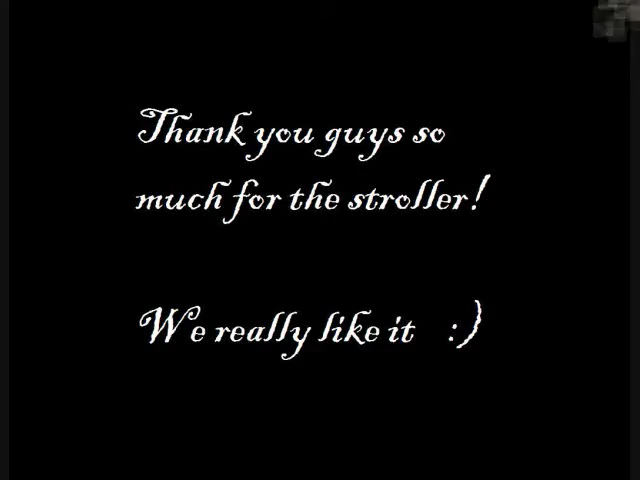 Thank you guys so
much for the stroller!
We really like it :)